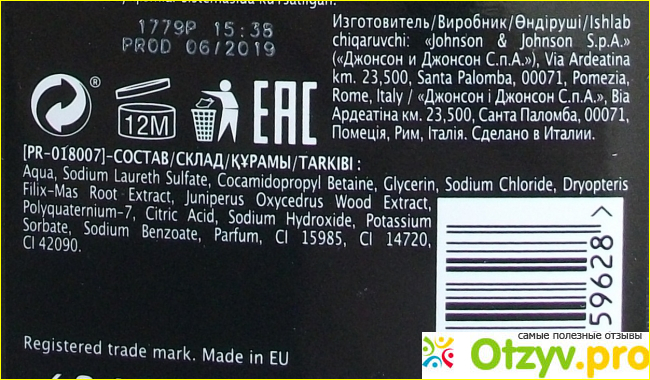 1779P 15:38
PROD 06/2019
Изготовитель/Виробник/Өндіруші/Ishlab
chiqaruvchi: «Johnson & Johnson S.p.A.»
(«Джонсон и Джонсон С.п.А.»), Via Ardeatina
km. 23,500, Santa Palomba, 00071, Pomezia,
Rome, Italy / «Джонсон і Джонсон С.п.А.», Віа
Ардеатіна км. 23,500, Санта Паломба, 00071,
Помеція, Рим, Італія. Сделано в Италии.
®
12M
EAC
[PR-018007]-СОСТАВ/СКЛАД/ҚҰРАМЫ/TARKIBI :
Aqua, Sodium Laureth Sulfate, Cocamidopropyl Betaine, Glycerin, Sodium Chloride, Dryopteris
Filix-Mas Root Extract, Juniperus Oxycedrus Wood Extract,
Polyquaternium-7, Citric Acid, Sodium Hydroxide, Potassium
Sorbate, Sodium Benzoate, Parfum, CI 15985, CI 14720,
CI 42090.
59628 >
Registered trade mark. Made in EU
самые полезные отзывы
Otzyv.pro